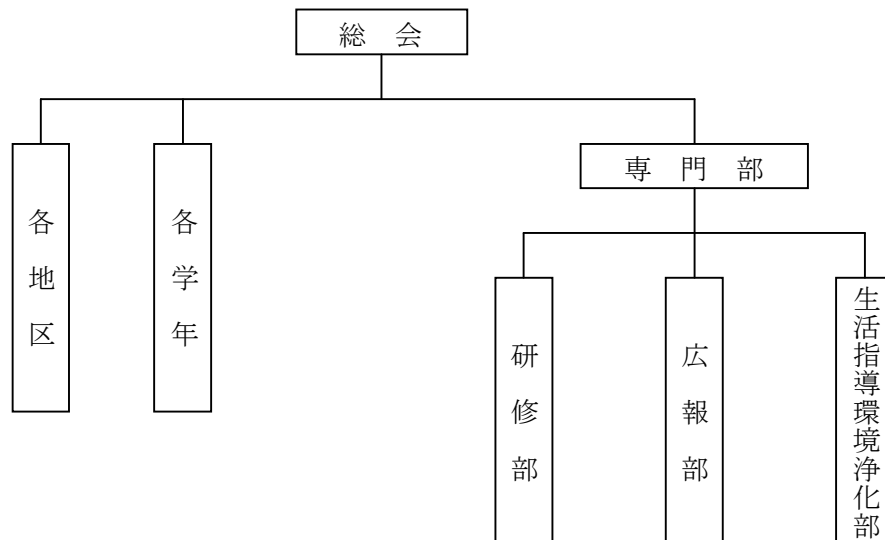 総会
専門部
各地区
各学年
研修部
広報部
生活指導環境浄化部